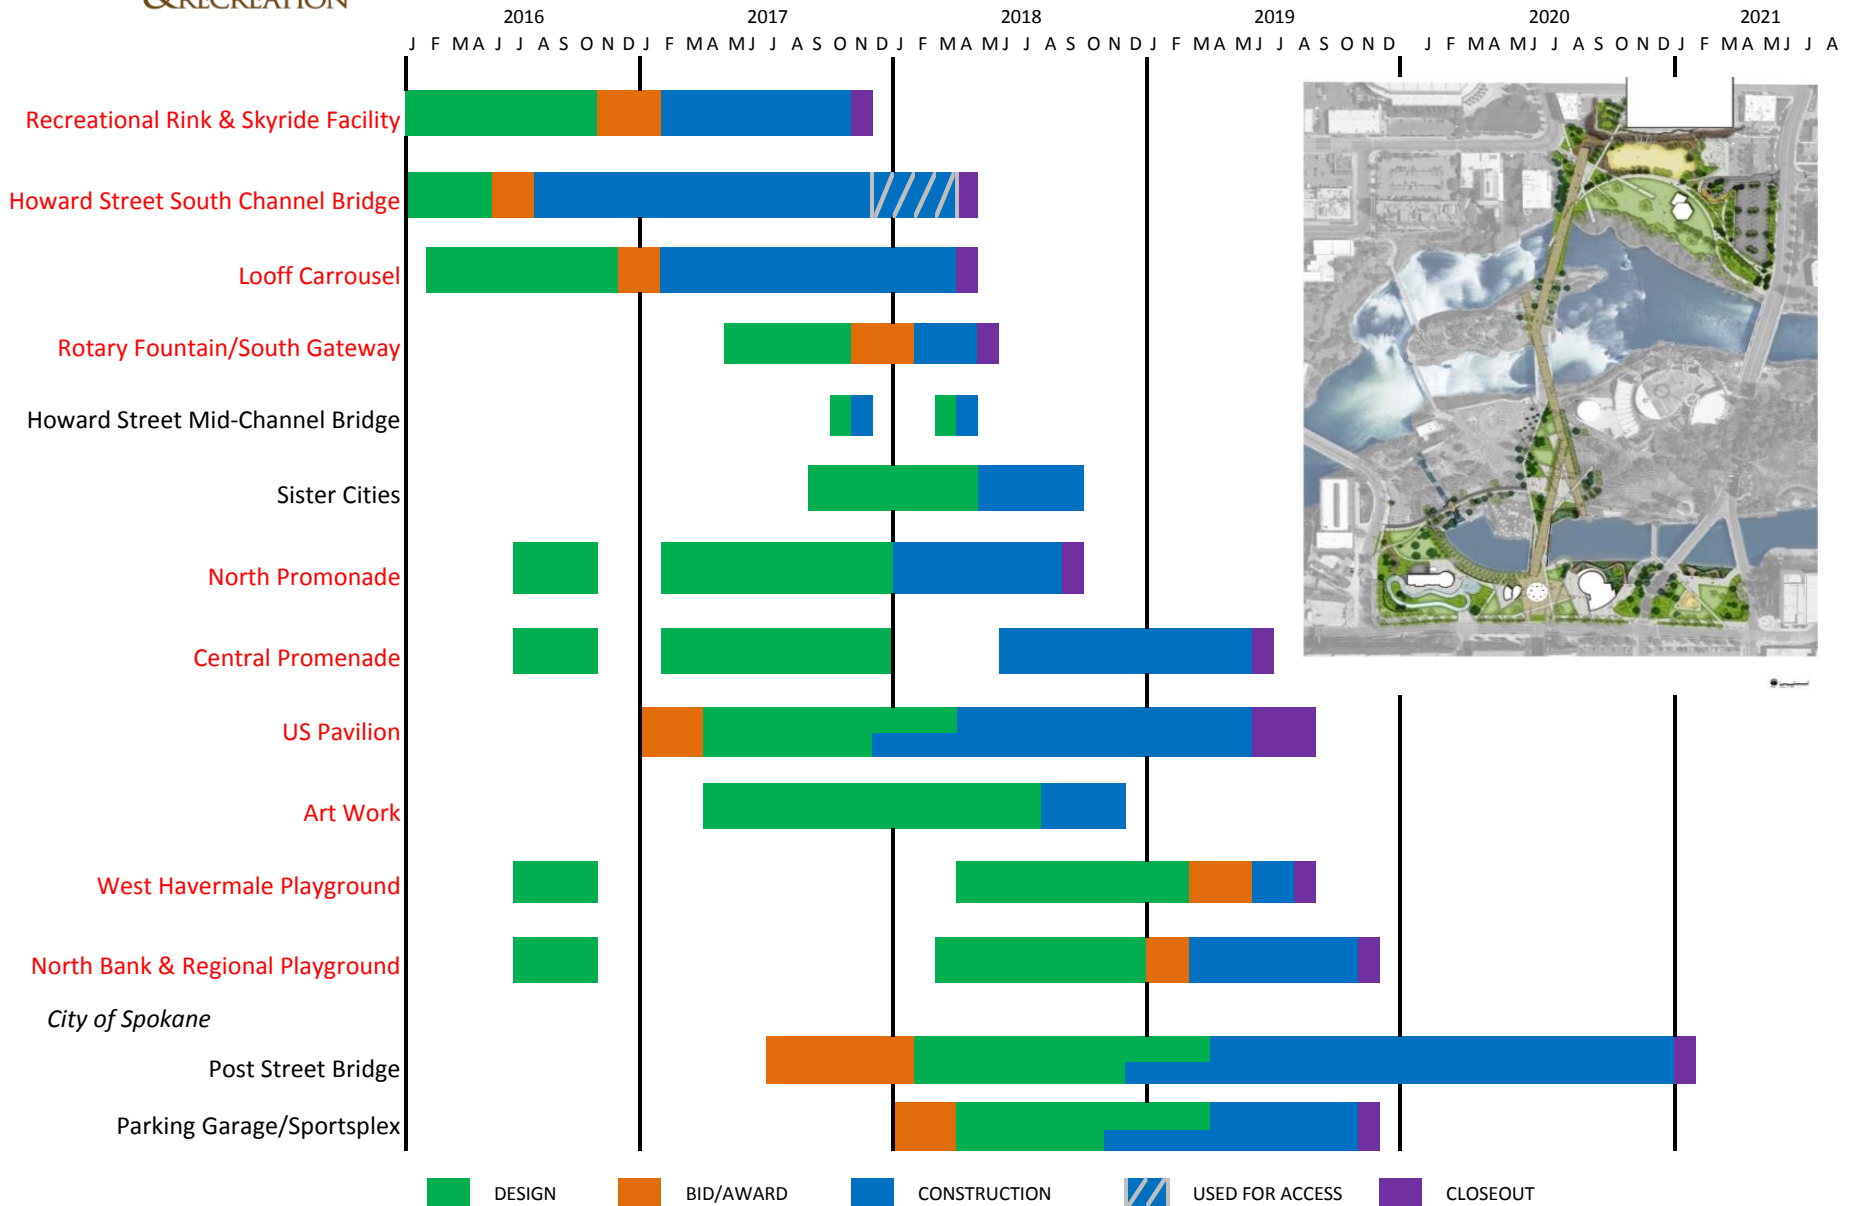 &RECREATION
2016 2017 2018 2019 2020 2021
J F M A M J J A S O N D J F M A M J J A S O N D J F M A M J J A S O N D J F M A M J J A S O N D J F M A M J J A S O N D J F M A M J J A
Recreational Rink & Skyride Facility
Howard Street South Channel Bridge
Looff Carrousel
Rotary Fountain/South Gateway
Howard Street Mid-Channel Bridge
Sister Cities
North Promonade
Central Promenade
US Pavilion
Art Work
West Havermale Playground
North Bank & Regional Playground
City of Spokane
Post Street Bridge
Parking Garage/Sportsplex
DESIGN BID/AWARD CONSTRUCTION USED FOR ACCESS CLOSEOUT